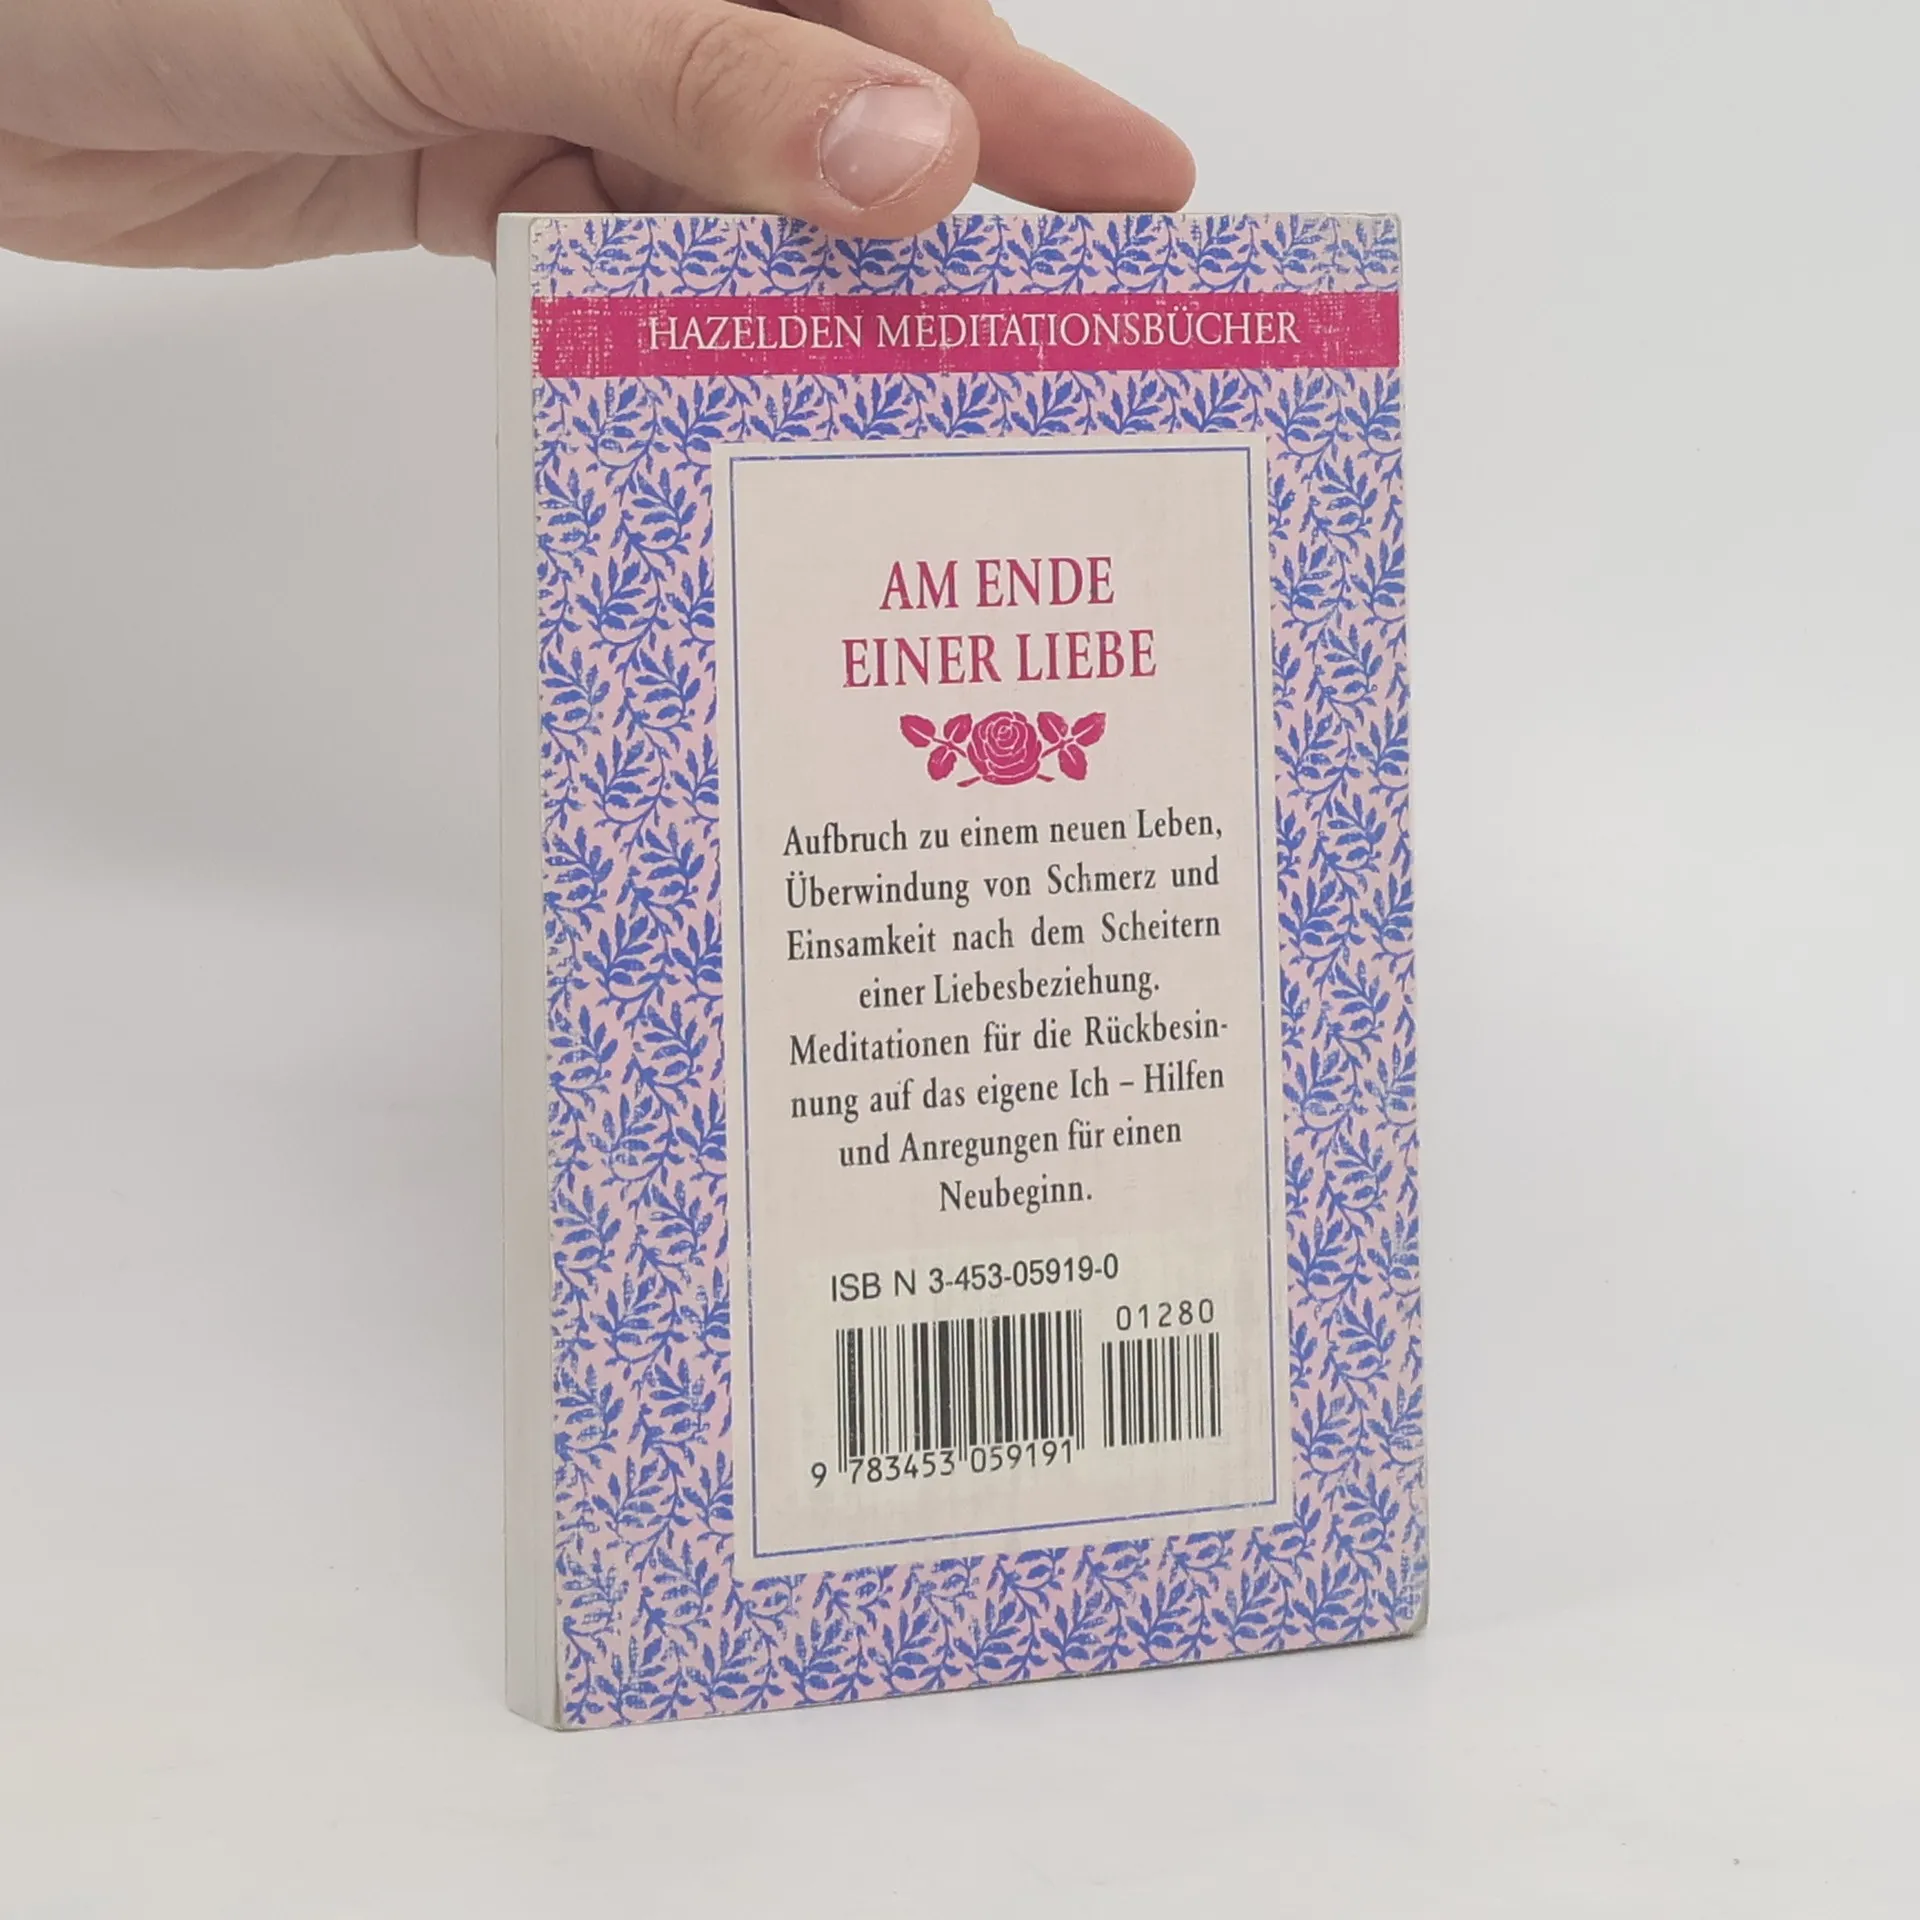 HAZELDEN MEDITATIONSBÜCHER
AM ENDE
EINER LIEBE
Aufbruch zu einem neuen Leben,
Überwindung von Schmerz und
Einsamkeit nach dem Scheitern
einer Liebesbeziehung.
Meditationen für die Rückbesin-
nung auf das eigene Ich – Hilfen
und Anregungen für einen
Neubeginn.
ISB N 3-453-05919-0
01280
9 783453 059191